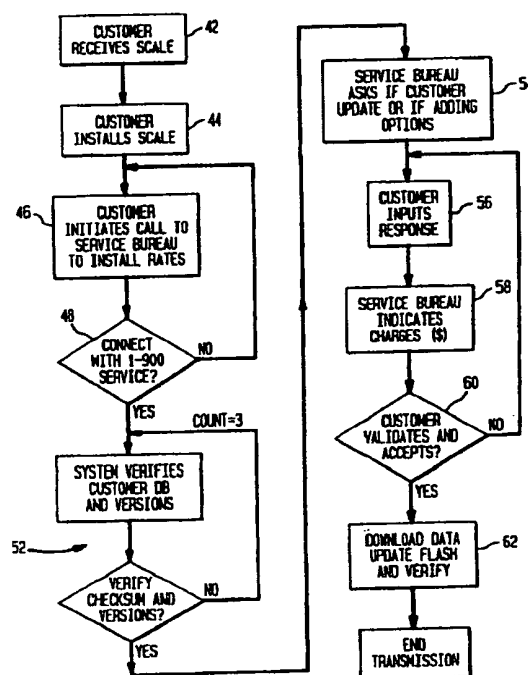 CUSTOMER
RECEIVES SCALE
42
CUSTOMER
INSTALLS SCALE
44
46
CUSTOMER
INITIATES CALL TO
SERVICE BUREAU
TO INSTALL RATES
48
CONNECT
WITH 1-900
SERVICE?
NO
YES
COUNT=3
SYSTEM VERIFIES
CUSTOMER DB
AND VERSIONS
52
VERIFY
CHECKSUM AND
VERSIONS?
NO
YES
SERVICE BUREAU
ASKS IF CUSTOMER
UPDATE OR IF ADDING
OPTIONS
5
CUSTOMER
INPUTS
RESPONSE
56
SERVICE BUREAU
INDICATES
CHARGES ($)
58
60
CUSTOMER
VALIDATES AND
ACCEPTS?
NO
YES
DOWNLOAD DATA
UPDATE FLASH
AND VERIFY
62
END
TRANSMISSION